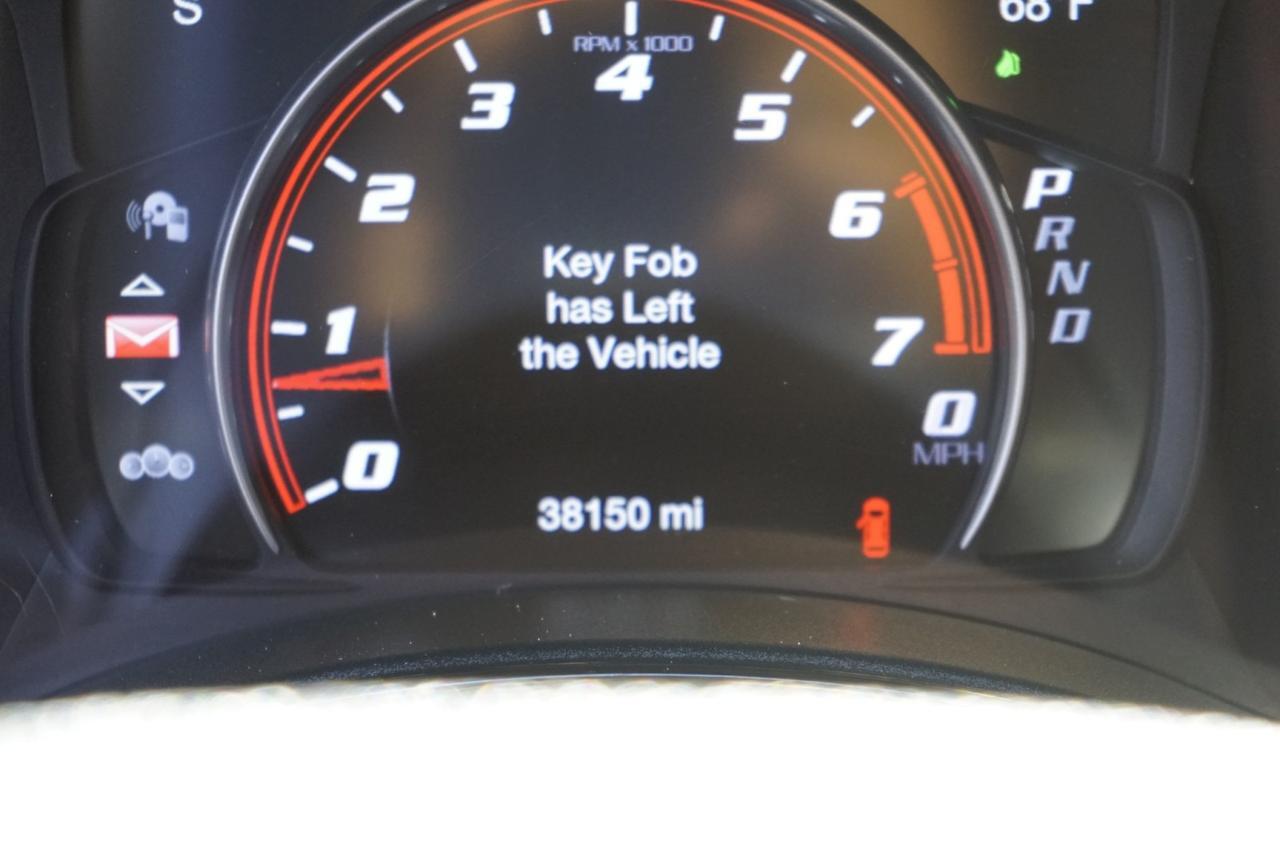 S
68°F
RPM x 1000
0
1
2
3
4
5
6
7
Key Fob
has Left
the Vehicle
0
MPH
38150 mi
P
R
N
D